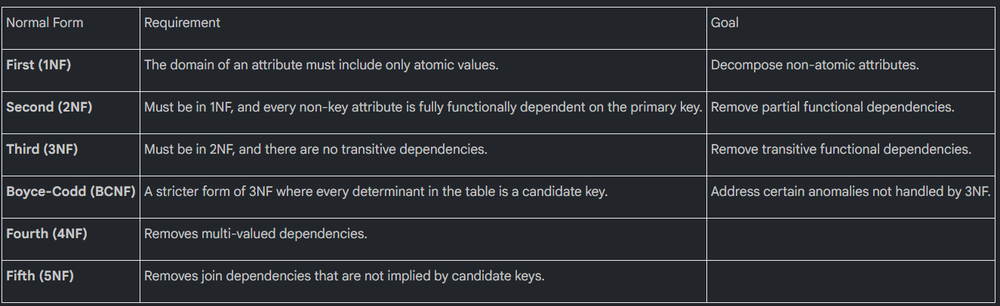 Normal Form Requirement Goal
First (1NF) The domain of an attribute must include only atomic values. Decompose non-atomic attributes.
Second (2NF) Must be in 1NF, and every non-key attribute is fully functionally dependent on the primary key. Remove partial functional dependencies.
Third (3NF) Must be in 2NF, and there are no transitive dependencies. Remove transitive functional dependencies.
Boyce-Codd (BCNF) A stricter form of 3NF where every determinant in the table is a candidate key. Address certain anomalies not handled by 3NF.
Fourth (4NF) Removes multi-valued dependencies.
Fifth (5NF) Removes join dependencies that are not implied by candidate keys.